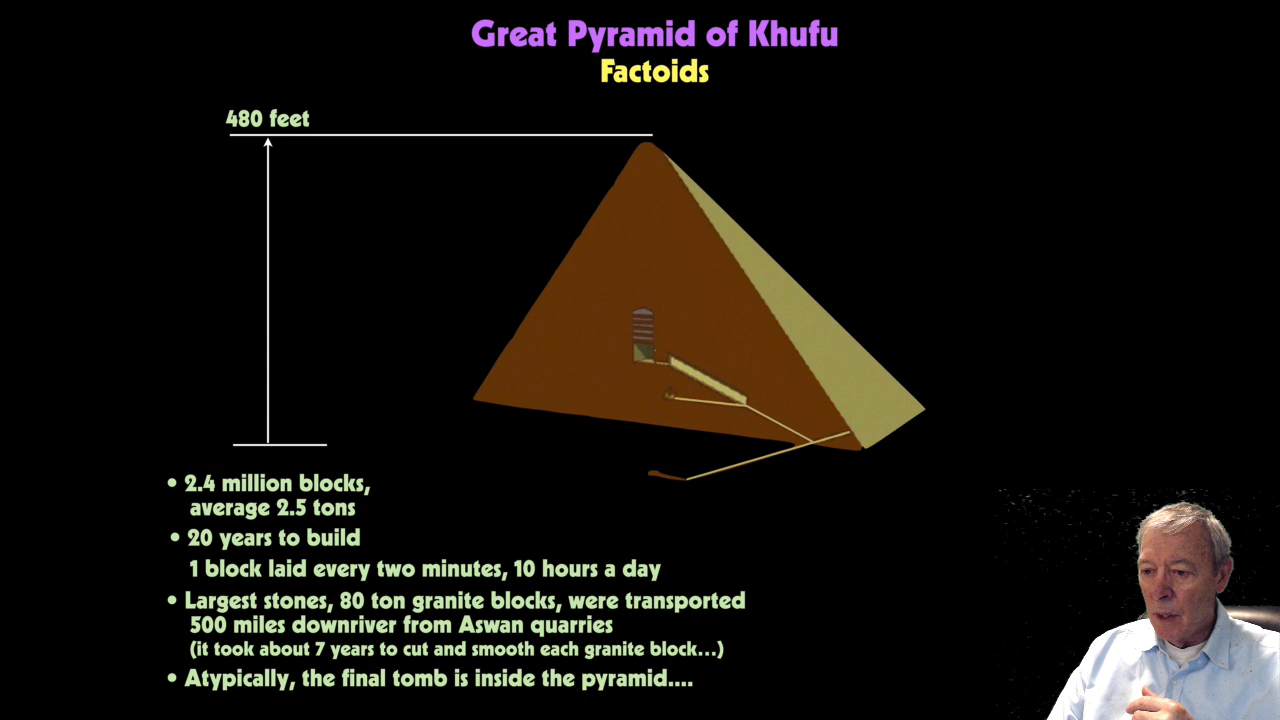 Great Pyramid of Khufu
Factoids
480 feet
• 2.4 million blocks,
average 2.5 tons
• 20 years to build
1 block laid every two minutes, 10 hours a day
• Largest stones, 80 ton granite blocks, were transported
500 miles downriver from Aswan quarries
(it took about 7 years to cut and smooth each granite block...)
• Atypically, the final tomb is inside the pyramid....